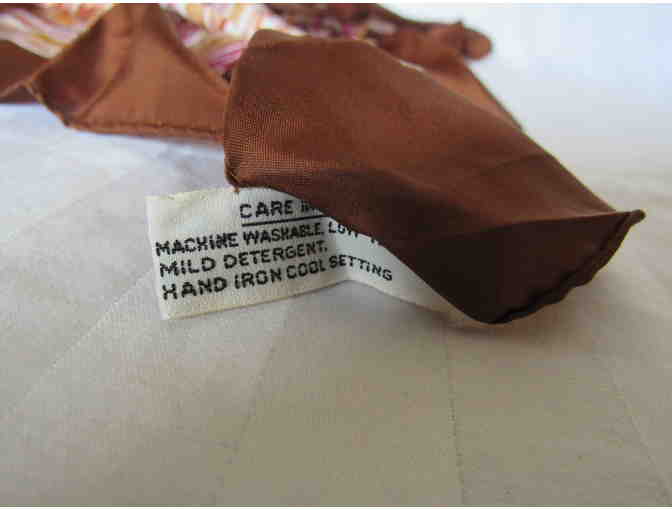 CARE
MACHINE WASHABLE, LOW
MILD DETERGENT.
HAND IRON COOL SETTING